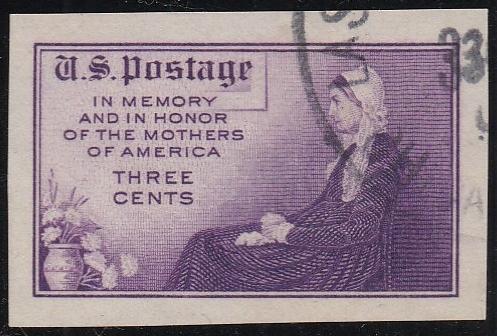 U.S. Postage
IN MEMORY
AND IN HONOR
OF THE MOTHERS
OF AMERICA
THREE
CENTS